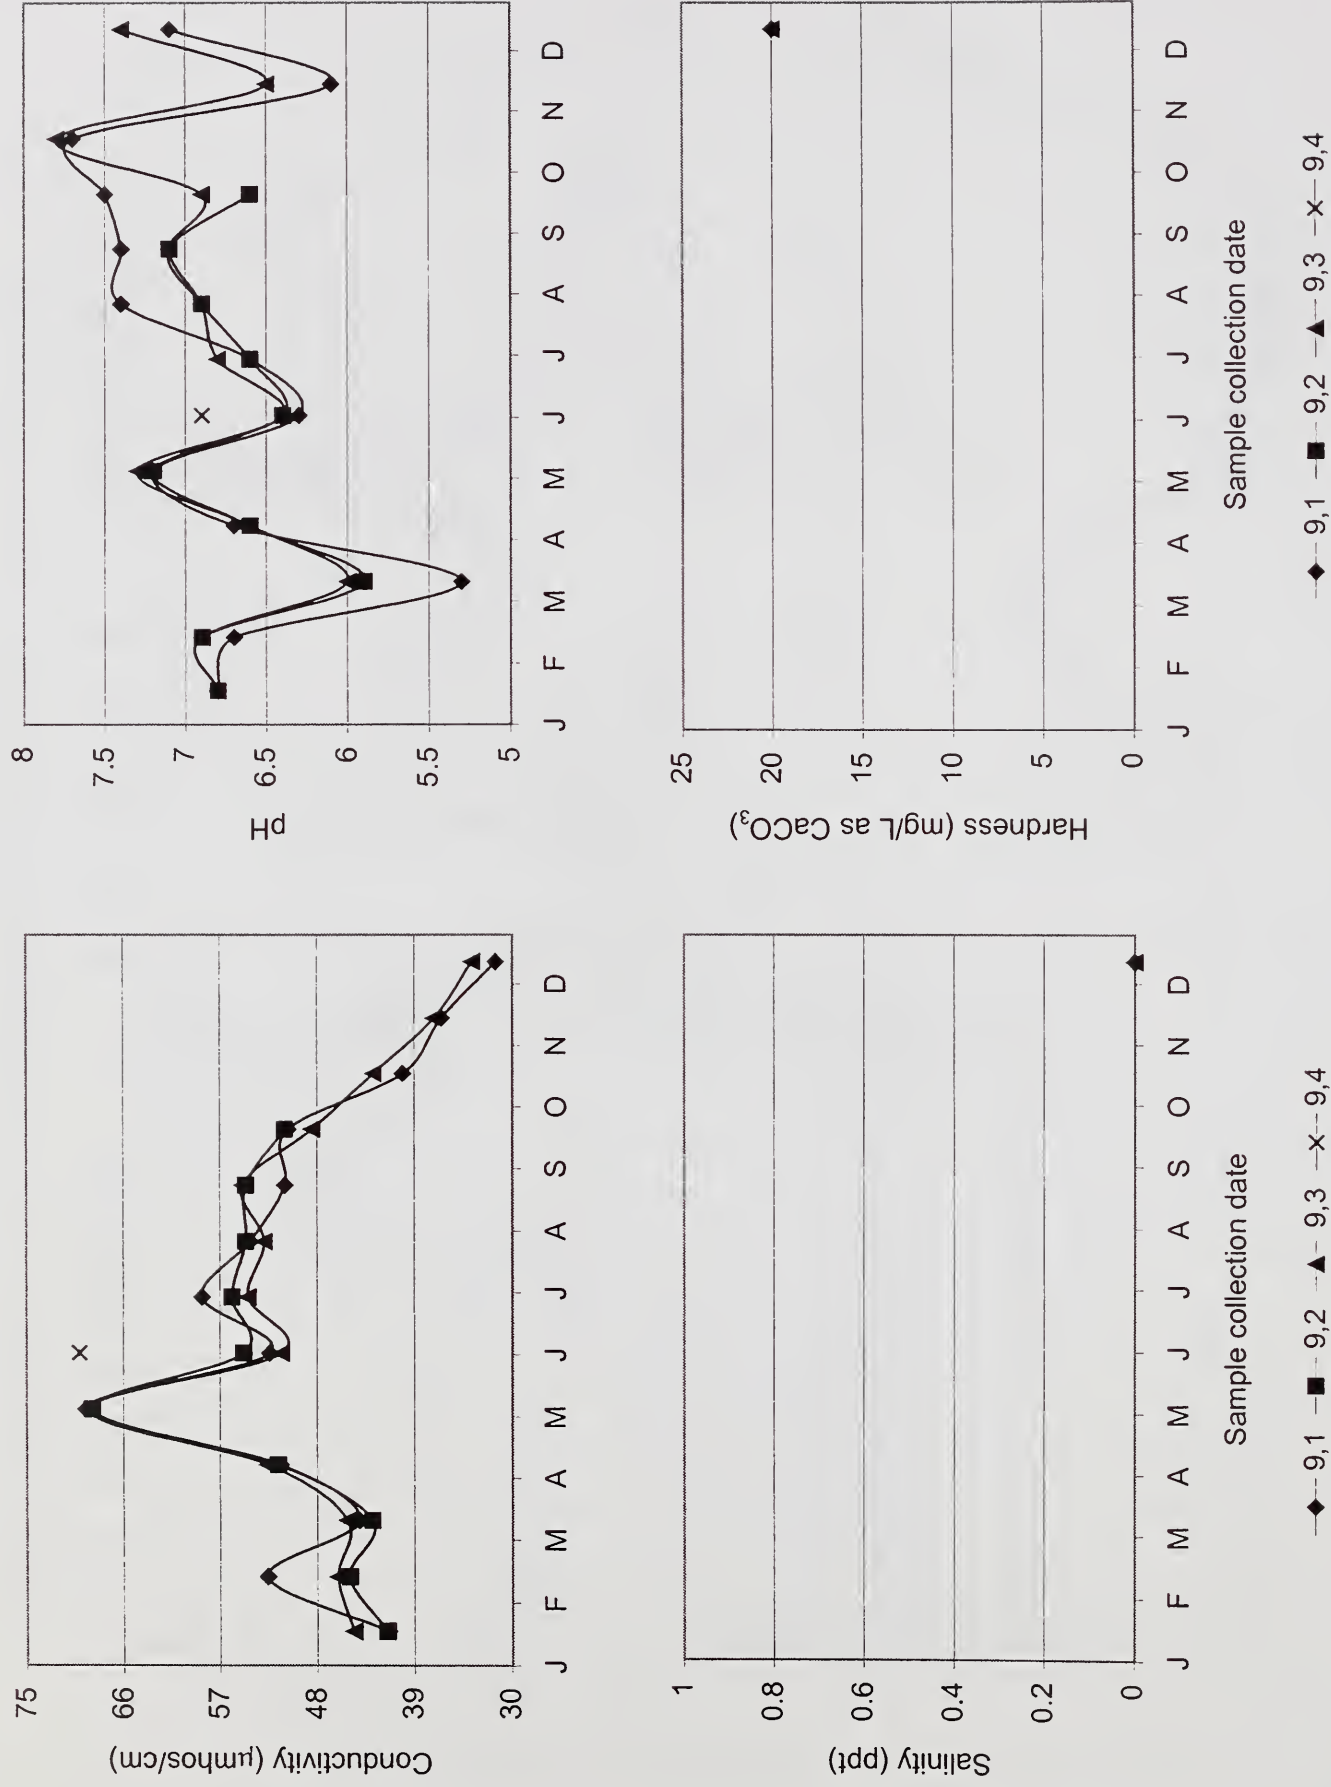 Conductivity (µmhos/cm)
75
66
57
48
39
30
J F M A M J J A S O N D
pH
8
7.5
7
6.5
6
5.5
5
J F M A M J J A S O N D
Salinity (ppt)
1
0.8
0.6
0.4
0.2
0
J F M A M J J A S O N D
Sample collection date
9,1 9,2 9,3 9,4
Hardness (mg/L as CaCO₃)
25
20
15
10
5
0
J F M A M J J A S O N D
Sample collection date
9,1 9,2 9,3 9,4